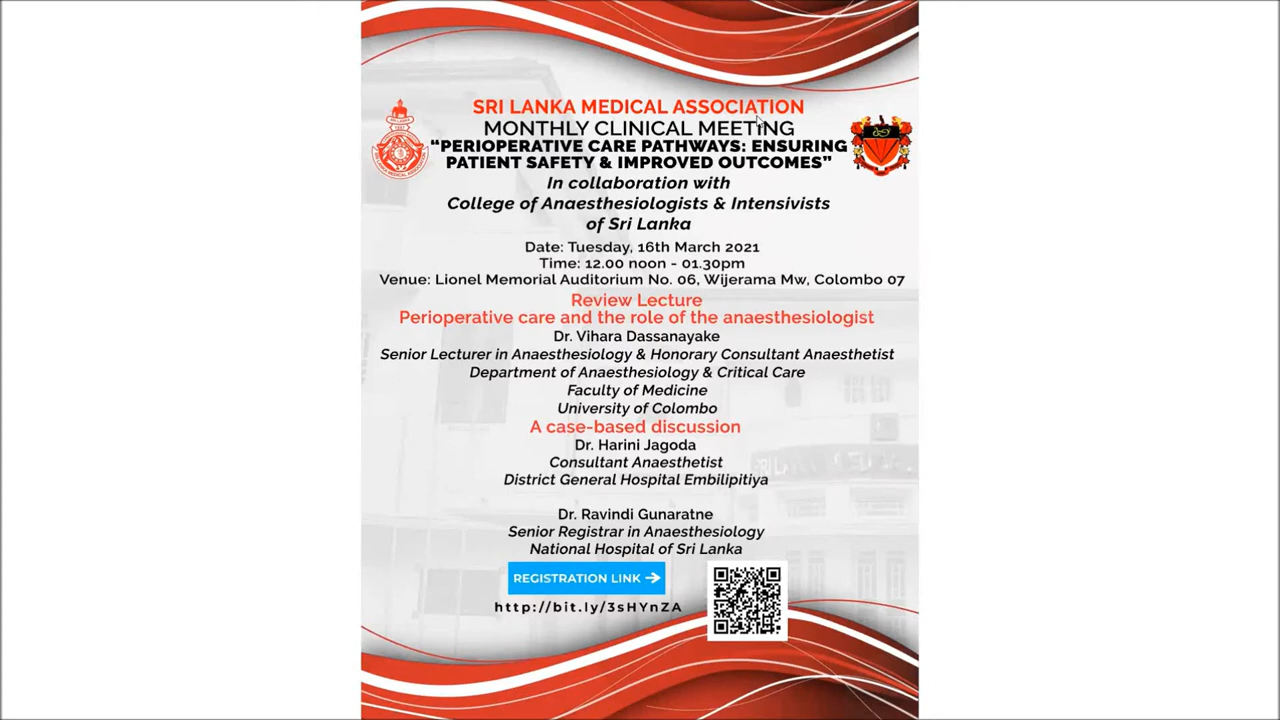 SRI LANKA MEDICAL ASSOCIATION
MONTHLY CLINICAL MEETING
“PERIOPERATIVE CARE PATHWAYS: ENSURING
PATIENT SAFETY & IMPROVED OUTCOMES”
In collaboration with
College of Anaesthesiologists & Intensivists
of Sri Lanka
Date: Tuesday, 16th March 2021
Time: 12.00 noon - 01.30pm
Venue: Lionel Memorial Auditorium No. 06, Wijerama Mw, Colombo 07
Review Lecture
Perioperative care and the role of the anaesthesiologist
Dr. Vihara Dassanayake
Senior Lecturer in Anaesthesiology & Honorary Consultant Anaesthetist
Department of Anaesthesiology & Critical Care
Faculty of Medicine
University of Colombo
A case-based discussion
Dr. Harini Jagoda
Consultant Anaesthetist
District General Hospital Embilipitiya
Dr. Ravindi Gunaratne
Senior Registrar in Anaesthesiology
National Hospital of Sri Lanka
REGISTRATION LINK
http://bit.ly/3sHYnZA